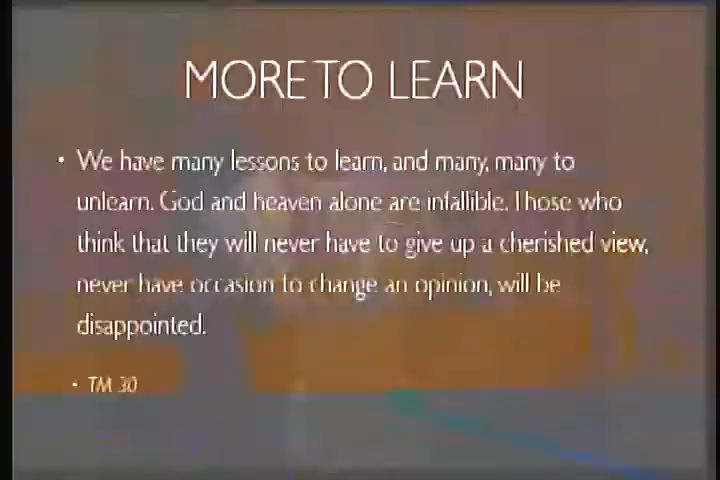 MORE TO LEARN
• We have many lessons to learn, and many, many to
unlearn. God and heaven alone are infallible. Those who
think that they will never have to give up a cherished view,
never have occasion to change an opinion, will be
disappointed.
• TM 30